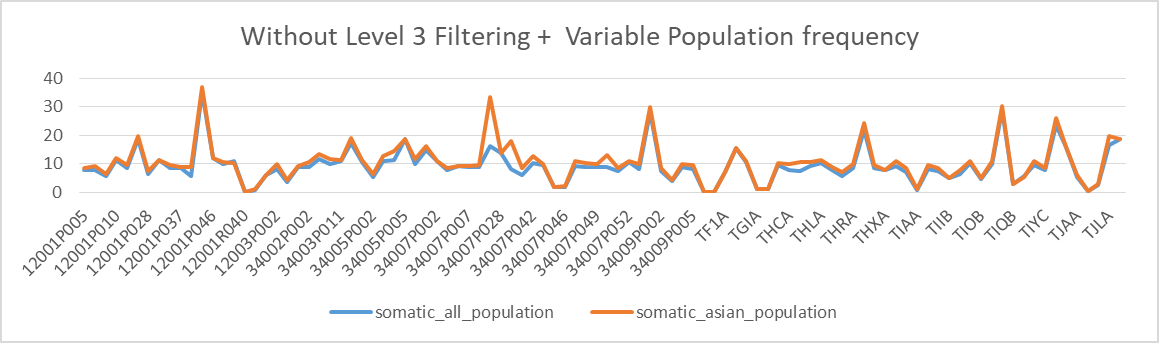 Without Level 3 Filtering +  Variable Population frequency
40
30
20
10
0
12001P005
12001P010
12001P028
12001P037
12001P046
12001R040
12003P002
34002P002
34003P011
34005P002
34005P005
34007P002
34007P007
34007P028
34007P042
34007P046
34007P049
34007P052
34009P002
34009P005
TF1A
TGIA
THCA
THLA
THRA
THXA
TIAA
TIIB
TIOB
TIQB
TIYC
TJAA
TJLA
somatic_all_population
somatic_asian_population